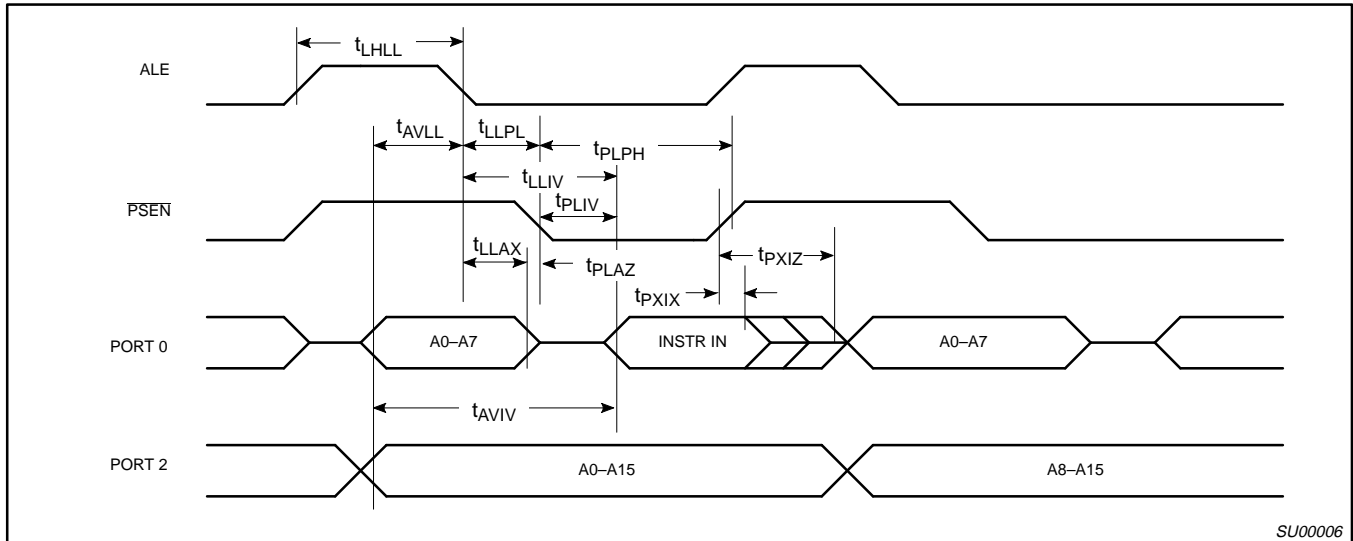 tLHLL
ALE
tAVLL
tLLPL
tPLPH
tLLIV
PSEN
tPLIV
tLLAX
tPLAZ
tPXIZ
tPXIX
PORT 0
A0–A7
INSTR IN
A0–A7
tAVIV
PORT 2
A0–A15
A8–A15
SU00006